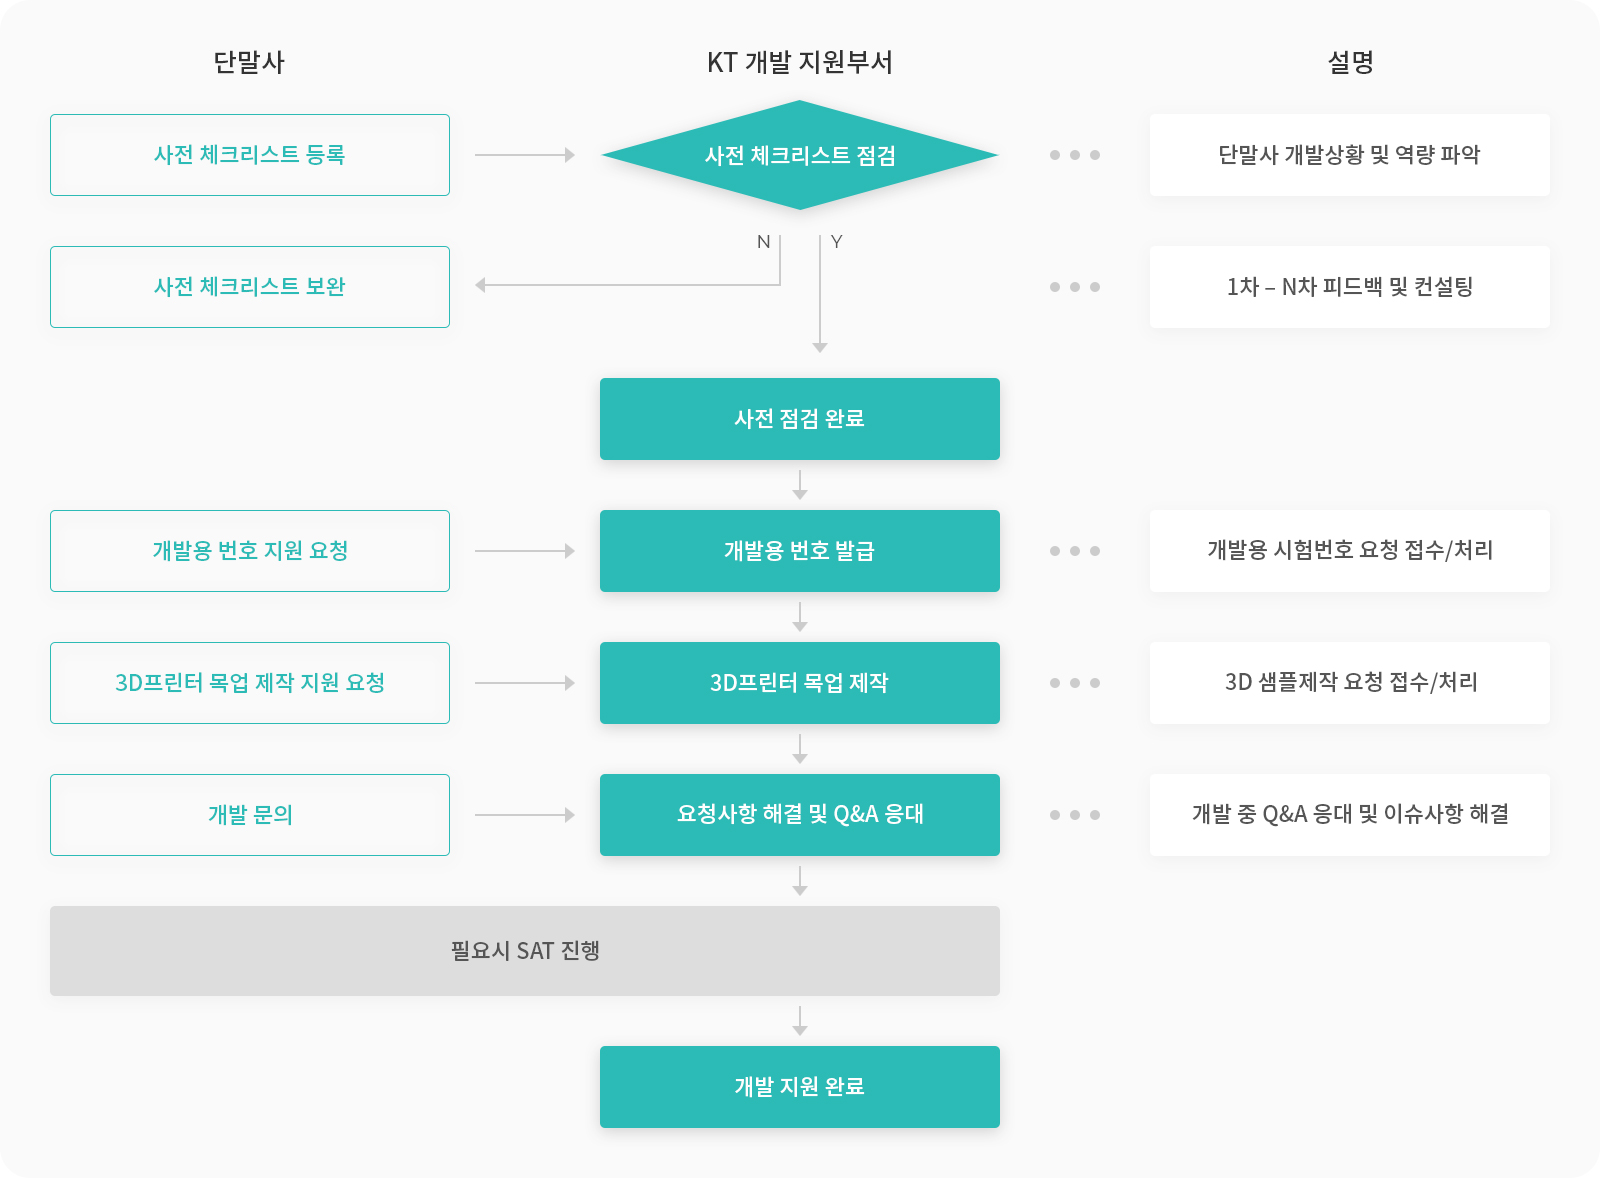 단말사
KT 개발 지원부서
설명
사전 체크리스트 등록
사전 체크리스트 점검
단말사 개발상황 및 역량 파악
N
Y
사전 체크리스트 보완
1차 – N차 피드백 및 컨설팅
사전 점검 완료
개발용 번호 지원 요청
개발용 번호 발급
개발용 시험번호 요청 접수/처리
3D프린터 목업 제작 지원 요청
3D프린터 목업 제작
3D 샘플제작 요청 접수/처리
개발 문의
요청사항 해결 및 Q&A 응대
개발 중 Q&A 응대 및 이슈사항 해결
필요시 SAT 진행
개발 지원 완료